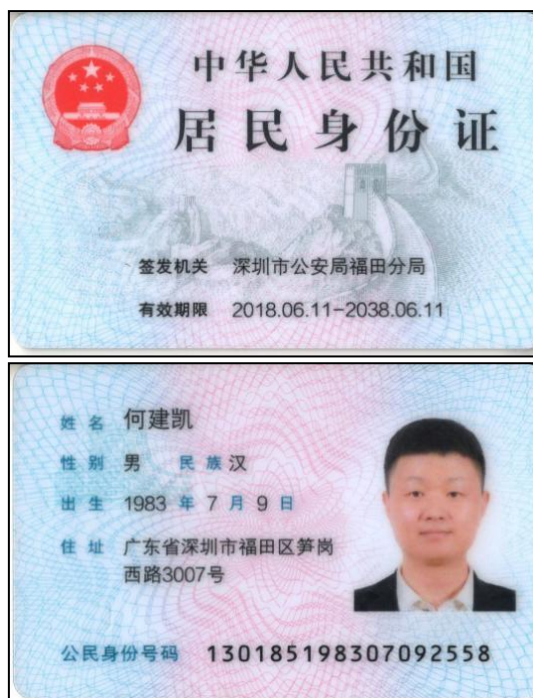 中华人民共和国
居民身份证
签发机关 深圳市公安局福田分局
有效期限 2018.06.11-2038.06.11
姓名 何建凯
性别 男 民族 汉
出生 1983 年 7 月 9 日
住址 广东省深圳市福田区笋岗
西路3007号
公民身份号码 130185198307092558